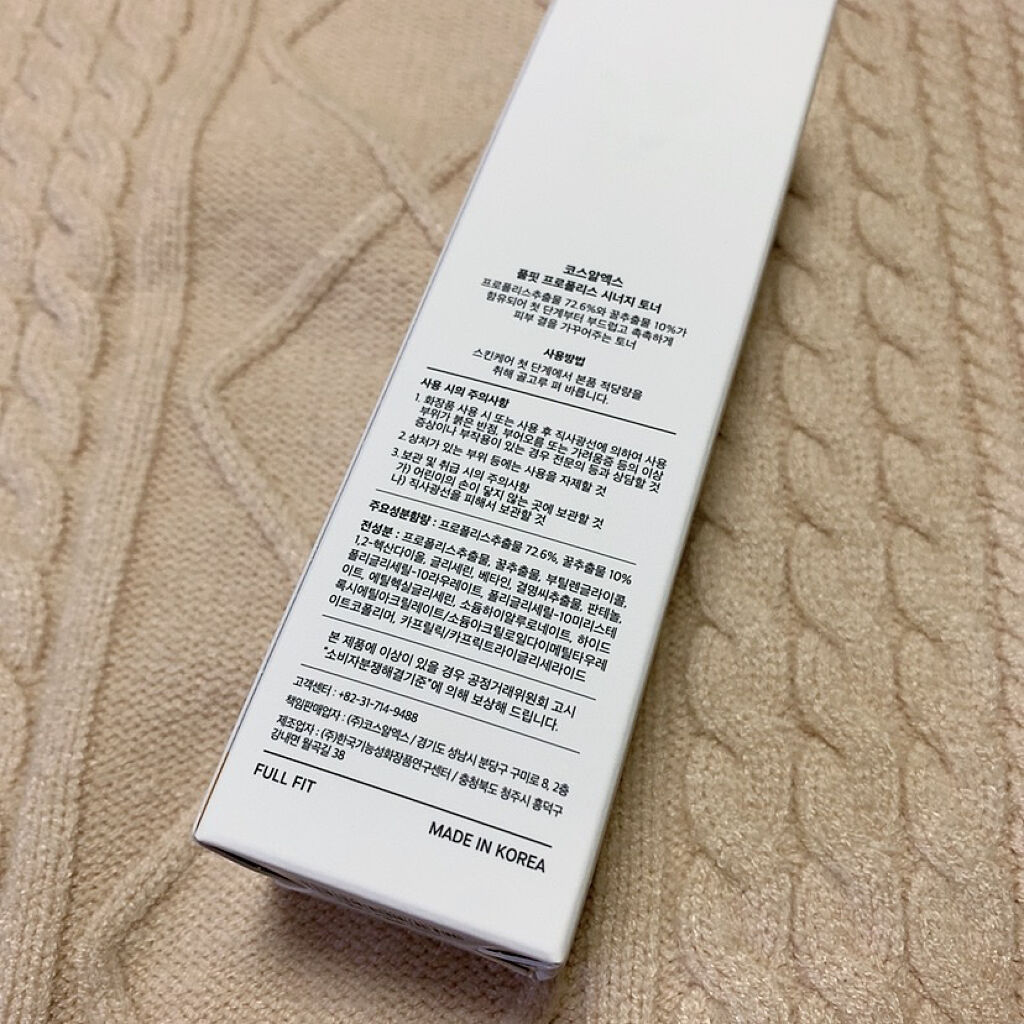 코스알엑스
풀핏 프로폴리스 시너지 토너
프로폴리스추출물 72.6%와 꿀추출물 10%가
함유되어 첫 단계부터 부드럽고 촉촉하게
피부 결을 가꾸어주는 토너
사용방법
스킨케어 첫 단계에서 본품 적당량을
취해 골고루 펴 바릅니다.
사용 시의 주의사항
1. 화장품 사용 시 또는 사용 후 직사광선에 의하여 사용
부위가 붉은 반점, 부어오름 또는 가려움증 등의 이상
증상이나 부작용이 있는 경우 전문의 등과 상담할 것
2. 상처가 있는 부위 등에는 사용을 자제할 것
3. 보관 및 취급 시의 주의사항
가) 어린이의 손이 닿지 않는 곳에 보관할 것
나) 직사광선을 피해서 보관할 것
주요성분함량 : 프로폴리스추출물 72.6%, 꿀추출물 10%
전성분 : 프로폴리스추출물, 꿀추출물, 부틸렌글라이콜,
1,2-헥산다이올, 글리세린, 베타인, 결명씨추출물, 판테놀,
폴리글리세릴-10라우레이트, 폴리글리세릴-10미리스테
이트, 에틸헥실글리세린, 소듐하이알루로네이트, 하이드
록시에틸아크릴레이트/소듐아크릴로일다이메틸타우레
이트코폴리머, 카프릴릭/카프릭트라이글리세라이드
본 제품에 이상이 있을 경우 공정거래위원회 고시
"소비자분쟁해결기준"에 의해 보상해 드립니다.
고객센터 : +82-31-714-9488
책임판매업자 : (주)코스알엑스 / 경기도 성남시 분당구 구미로 8, 2층
제조업자 : (주)한국기능성화장품연구센터 / 충청북도 청주시 흥덕구
강내면 월곡길 38
FULL FIT
MADE IN KOREA